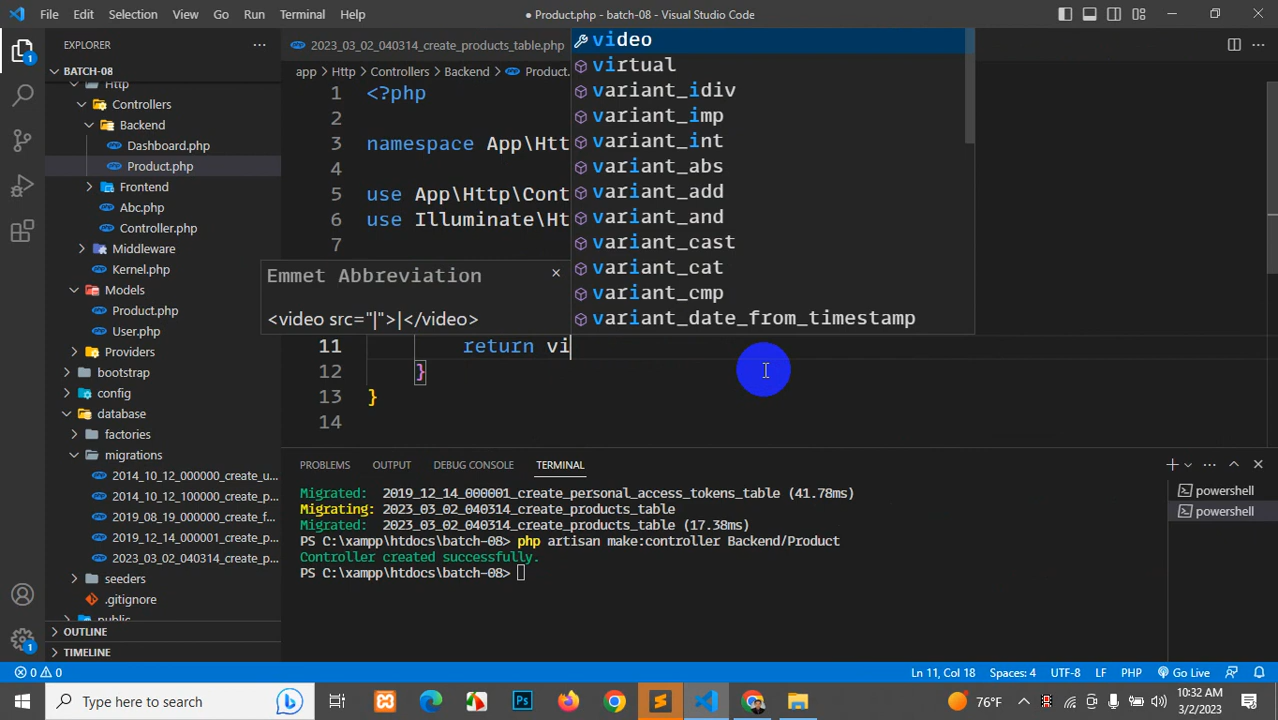 File Edit Selection View Go Run Terminal Help
● Product.php - batch-08 - Visual Studio Code
EXPLORER
BATCH-08
Http
Controllers
Backend
Dashboard.php
Product.php
Frontend
Abc.php
Controller.php
Middleware
Kernel.php
Models
Product.php
User.php
Providers
bootstrap
config
database
factories
migrations
2014_10_12_000000_create_u...
2014_10_12_100000_create_p...
2019_08_19_000000_create_f...
2019_12_14_000001_create_p...
2023_03_02_040314_create_p...
seeders
.gitignore
public
OUTLINE
TIMELINE
2023_03_02_040314_create_products_table.php
app > Http > Controllers > Backend > Product.
1 <?php
2
3 namespace App\Htt
4
5 use App\Http\Cont
6 use Illuminate\Ht
7
Emmet Abbreviation
<video src="|">|</video>
video
virtual
variant_idiv
variant_imp
variant_int
variant_abs
variant_add
variant_and
variant_cast
variant_cat
variant_cmp
variant_date_from_timestamp
11 return vi
12 }
13 }
14
PROBLEMS OUTPUT DEBUG CONSOLE TERMINAL
Migrated: 2019_12_14_000001_create_personal_access_tokens_table (41.78ms)
Migrating: 2023_03_02_040314_create_products_table
Migrated: 2023_03_02_040314_create_products_table (17.38ms)
PS C:\xampp\htdocs\batch-08> php artisan make:controller Backend/Product
Controller created successfully.
PS C:\xampp\htdocs\batch-08>
powershell
powershell
0 0 Ln 11, Col 18 Spaces: 4 UTF-8 LF PHP Go Live
Type here to search
76°F
10:32 AM
3/2/2023